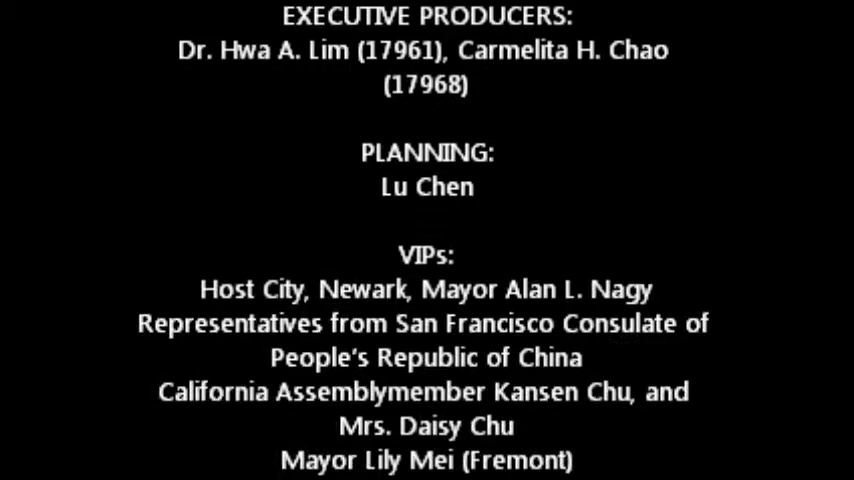 EXECUTIVE PRODUCERS:
Dr. Hwa A. Lim (17961), Carmelita H. Chao
(17968)
PLANNING:
Lu Chen
VIPs:
Host City, Newark, Mayor Alan L. Nagy
Representatives from San Francisco Consulate of
People's Republic of China
California Assemblymember Kansen Chu, and
Mrs. Daisy Chu
Mayor Lily Mei (Fremont)